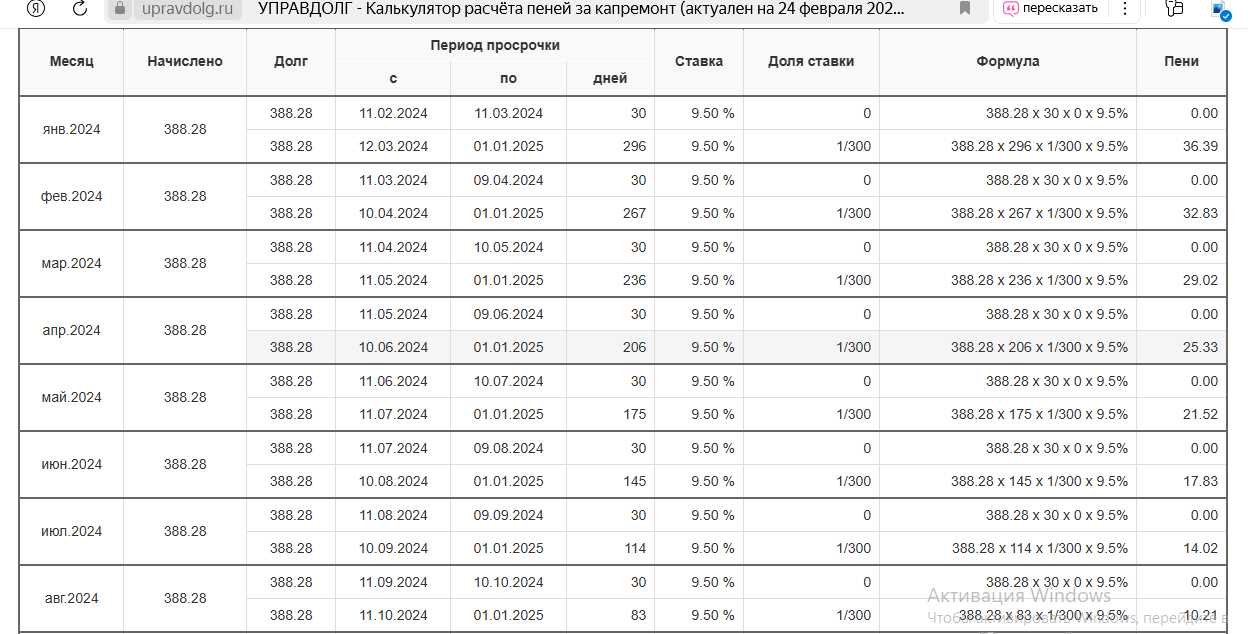 upravdolg.ru УПРАВДОЛГ - Калькулятор расчёта пеней за капремонт (актуален на 24 февраля 202... пересказать
Месяц Начислено Долг Период просрочки Ставка Доля ставки Формула Пени
с по дней
янв.2024 388.28 388.28 11.02.2024 11.03.2024 30 9.50 % 0 388.28 x 30 x 0 x 9.5% 0.00
388.28 12.03.2024 01.01.2025 296 9.50 % 1/300 388.28 x 296 x 1/300 x 9.5% 36.39
фев.2024 388.28 388.28 11.03.2024 09.04.2024 30 9.50 % 0 388.28 x 30 x 0 x 9.5% 0.00
388.28 10.04.2024 01.01.2025 267 9.50 % 1/300 388.28 x 267 x 1/300 x 9.5% 32.83
мар.2024 388.28 388.28 11.04.2024 10.05.2024 30 9.50 % 0 388.28 x 30 x 0 x 9.5% 0.00
388.28 11.05.2024 01.01.2025 236 9.50 % 1/300 388.28 x 236 x 1/300 x 9.5% 29.02
апр.2024 388.28 388.28 11.05.2024 09.06.2024 30 9.50 % 0 388.28 x 30 x 0 x 9.5% 0.00
388.28 10.06.2024 01.01.2025 206 9.50 % 1/300 388.28 x 206 x 1/300 x 9.5% 25.33
май.2024 388.28 388.28 11.06.2024 10.07.2024 30 9.50 % 0 388.28 x 30 x 0 x 9.5% 0.00
388.28 11.07.2024 01.01.2025 175 9.50 % 1/300 388.28 x 175 x 1/300 x 9.5% 21.52
июн.2024 388.28 388.28 11.07.2024 09.08.2024 30 9.50 % 0 388.28 x 30 x 0 x 9.5% 0.00
388.28 10.08.2024 01.01.2025 145 9.50 % 1/300 388.28 x 145 x 1/300 x 9.5% 17.83
июл.2024 388.28 388.28 11.08.2024 09.09.2024 30 9.50 % 0 388.28 x 30 x 0 x 9.5% 0.00
388.28 10.09.2024 01.01.2025 114 9.50 % 1/300 388.28 x 114 x 1/300 x 9.5% 14.02
авг.2024 388.28 388.28 11.09.2024 10.10.2024 30 9.50 % 0 388.28 x 30 x 0 x 9.5% 0.00
Активация Windows
388.28 11.10.2024 01.01.2025 83 9.50 % 1/300 388.28 x 83 x 1/300 x 9.5% 10.21
Чтобы активировать Windows, перейдите в